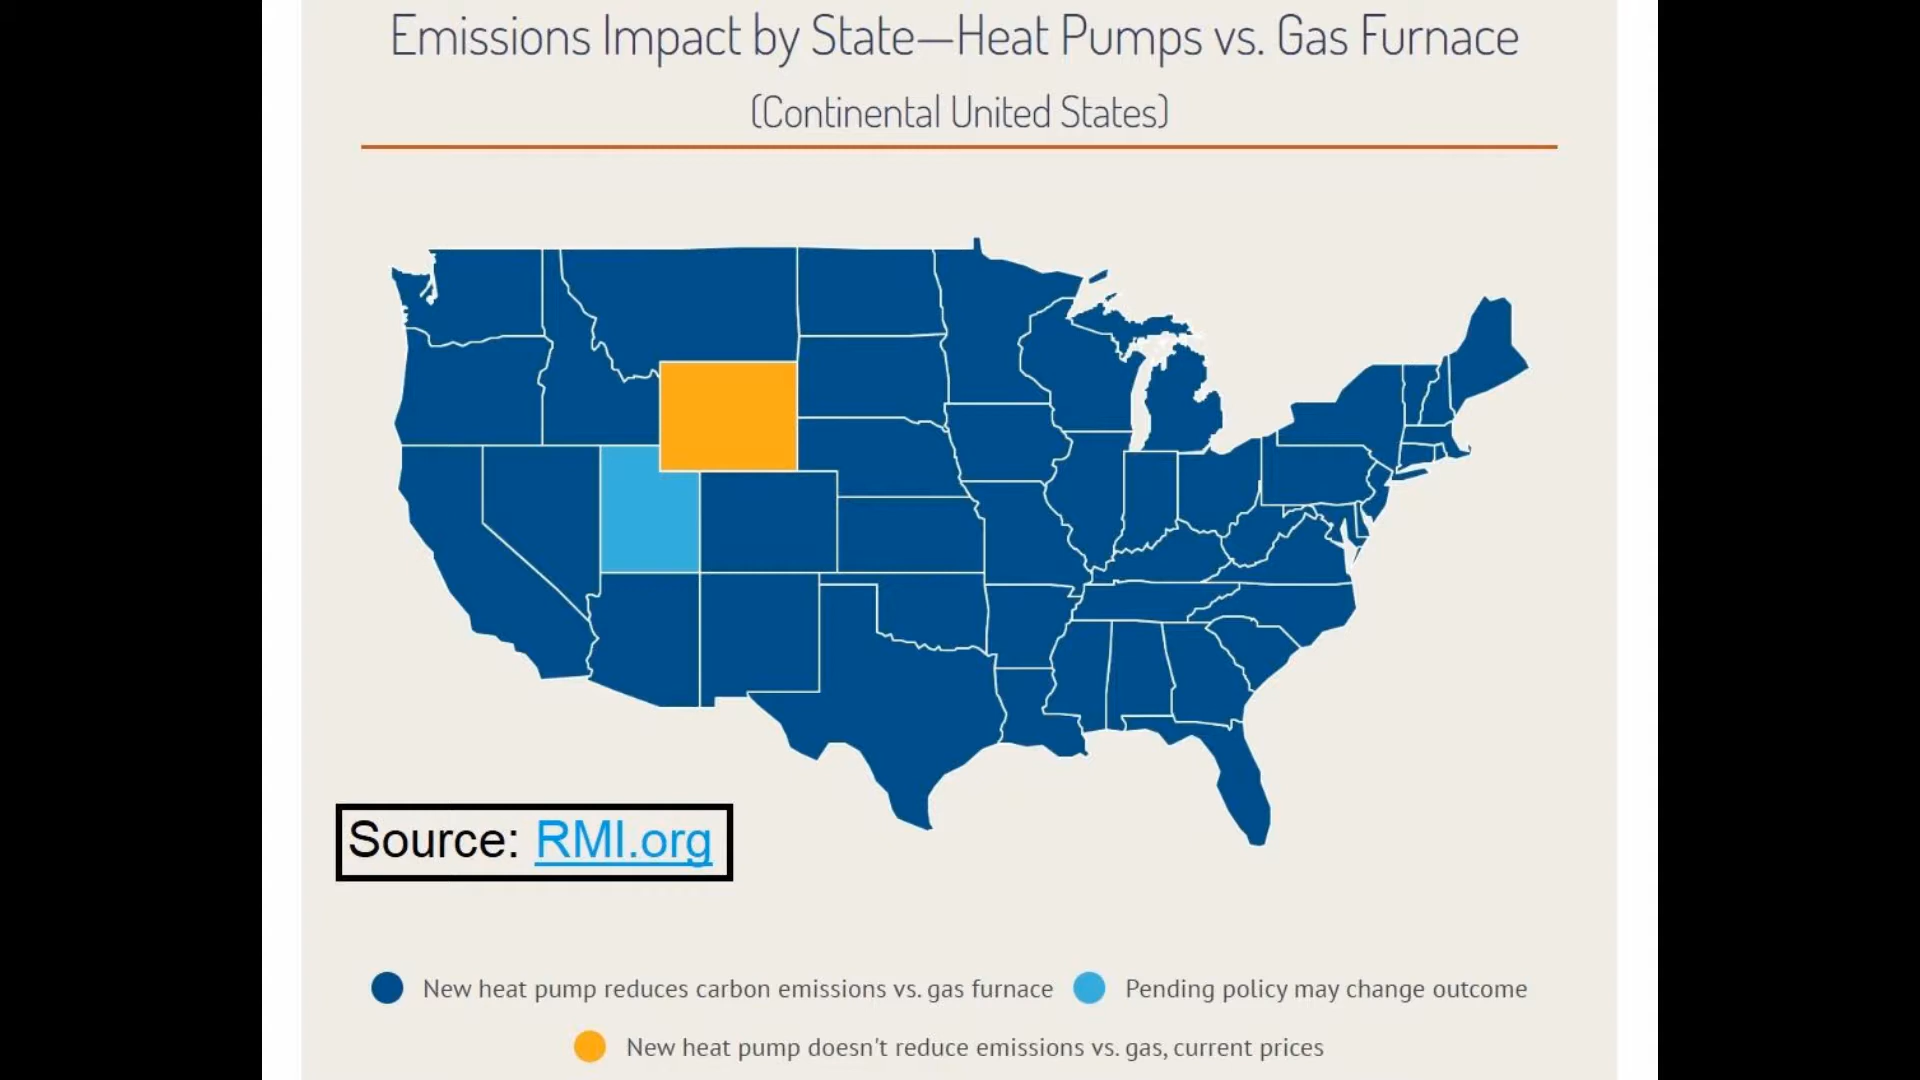 Emissions Impact by State—Heat Pumps vs. Gas Furnace
(Continental United States)
Source: RMI.org
New heat pump reduces carbon emissions vs. gas furnace
Pending policy may change outcome
New heat pump doesn't reduce emissions vs. gas, current prices